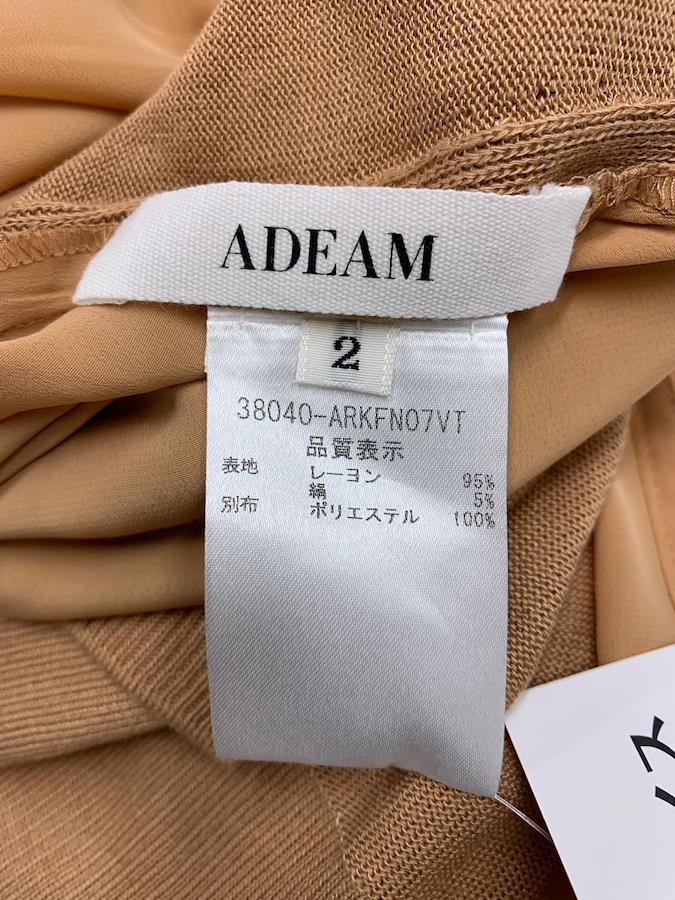 ADEAM
2
38040-ARKFN07VT
品質表示
表地 レーヨン 95%
絹 5%
別布 ポリエステル 100%